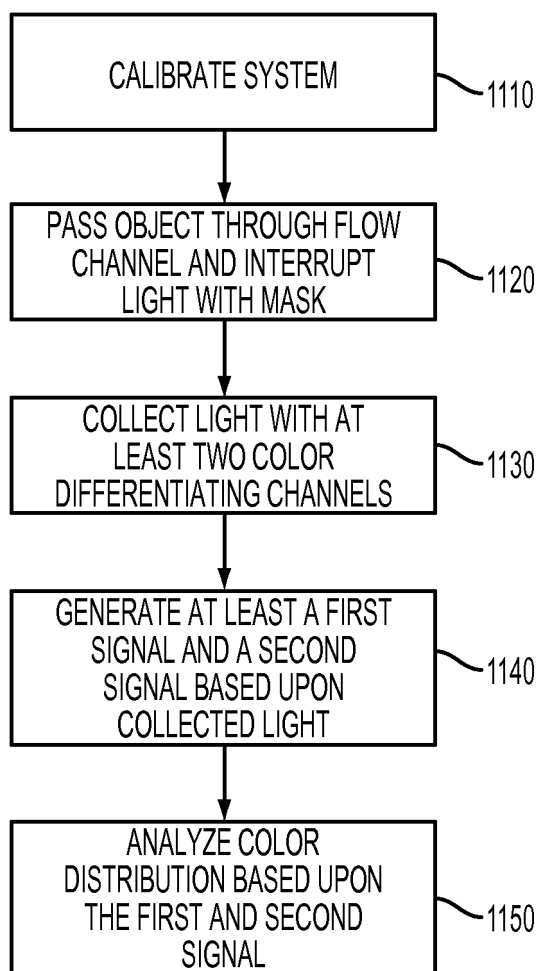 CALIBRATE SYSTEM
1110
PASS OBJECT THROUGH FLOW
CHANNEL AND INTERRUPT
LIGHT WITH MASK
1120
COLLECT LIGHT WITH AT
LEAST TWO COLOR
DIFFERENTIATING CHANNELS
1130
GENERATE AT LEAST A FIRST
SIGNAL AND A SECOND
SIGNAL BASED UPON
COLLECTED LIGHT
1140
ANALYZE COLOR
DISTRIBUTION BASED UPON
THE FIRST AND SECOND
SIGNAL
1150